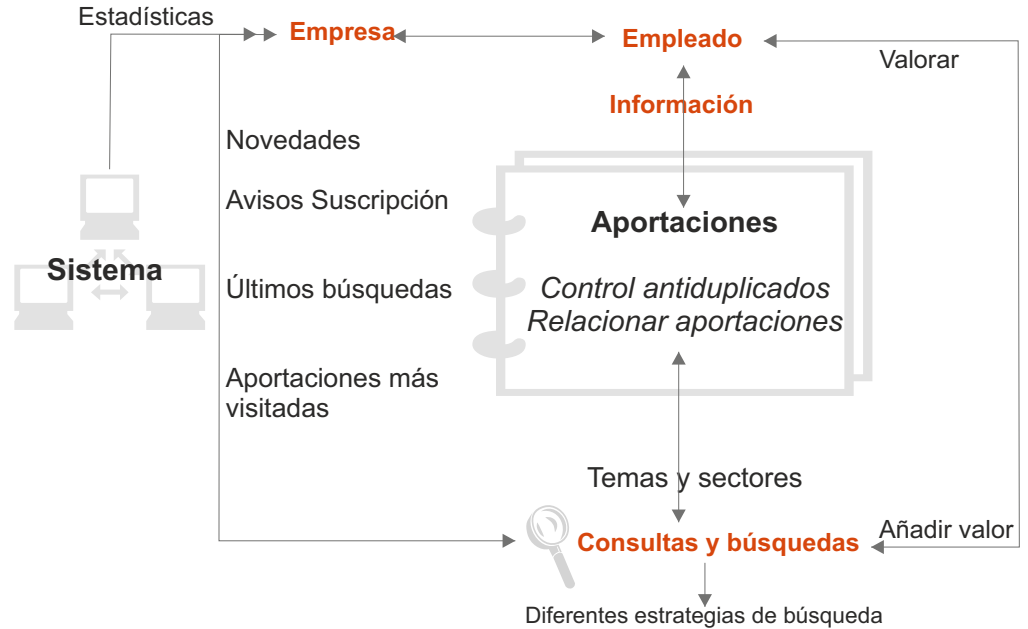 Estadísticas
Empresa
Empleado
Valorar
Información
Novedades
Avisos Suscripción
Aportaciones
Sistema
Últimos búsquedas
Control antiduplicados
Relacionar aportaciones
Aportaciones más
visitadas
Temas y sectores
Consultas y búsquedas
Añadir valor
Diferentes estrategias de búsqueda